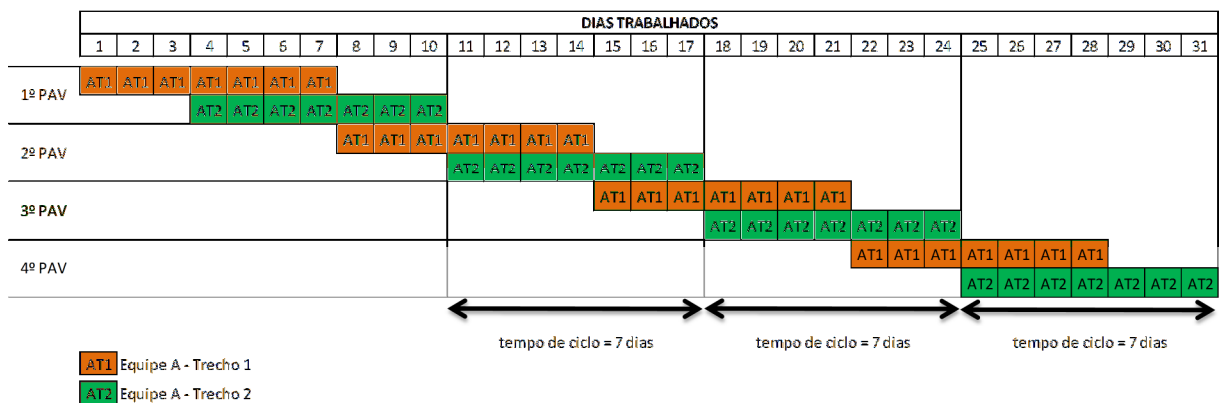 DIAS TRABALHADOS
1 2 3 4 5 6 7 8 9 10 11 12 13 14 15 16 17 18 19 20 21 22 23 24 25 26 27 28 29 30 31
1º PAV
AT1 AT1 AT1 AT1 AT1 AT1 AT1
AT2 AT2 AT2 AT2 AT2 AT2 AT2
2º PAV
AT1 AT1 AT1 AT1 AT1 AT1 AT1
AT2 AT2 AT2 AT2 AT2 AT2 AT2
3º PAV
AT1 AT1 AT1 AT1 AT1 AT1 AT1
AT2 AT2 AT2 AT2 AT2 AT2 AT2
4º PAV
AT1 AT1 AT1 AT1 AT1 AT1 AT1
AT2 AT2 AT2 AT2 AT2 AT2 AT2
tempo de ciclo = 7 dias tempo de ciclo = 7 dias tempo de ciclo = 7 dias
AT1 Equipe A - Trecho 1
AT2 Equipe A - Trecho 2